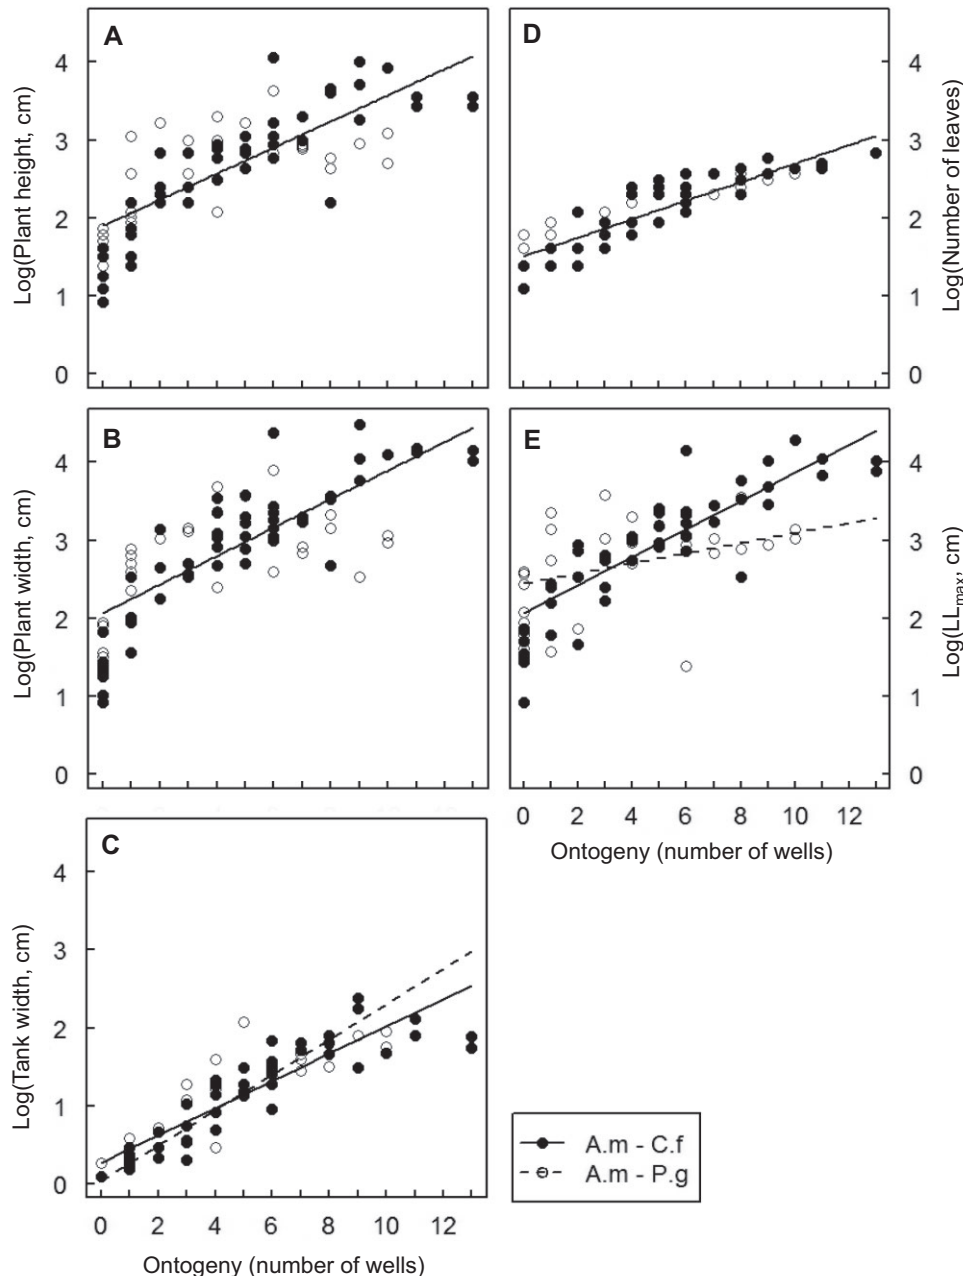 A
Log(Plant height, cm)
4
3
2
1
0
D
4
3
2
1
0
Log(Number of leaves)
B
Log(Plant width, cm)
4
3
2
1
0
E
4
3
2
1
0
Log(LLmax, cm)
0 2 4 6 8 10 12
Ontogeny (number of wells)
C
Log(Tank width, cm)
4
3
2
1
0
0 2 4 6 8 10 12
Ontogeny (number of wells)
A.m - C.f
A.m - P.g